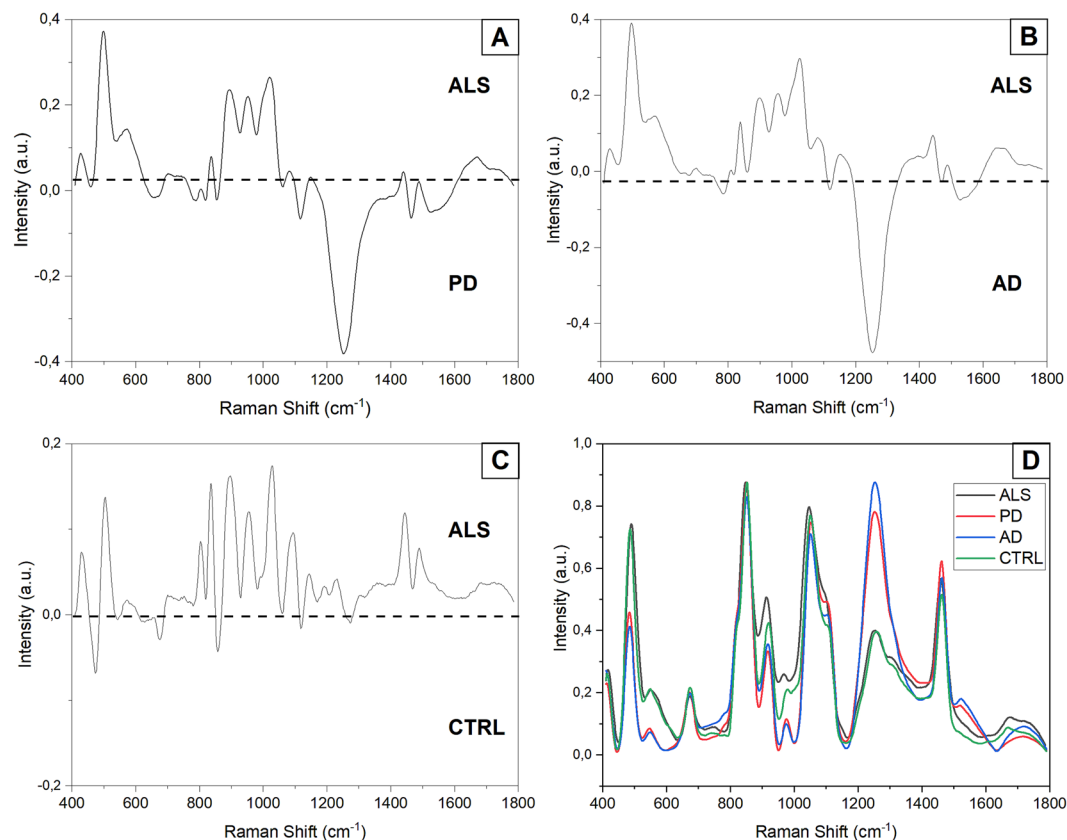 A
0,4
0,2
0,0
-0,2
-0,4
Intensity (a.u.)
ALS
PD
400 600 800 1000 1200 1400 1600 1800
Raman Shift (cm⁻¹)
B
0,4
0,2
0,0
-0,2
-0,4
Intensity (a.u.)
ALS
AD
400 600 800 1000 1200 1400 1600 1800
Raman Shift (cm⁻¹)
C
0,2
0,0
-0,2
Intensity (a.u.)
ALS
CTRL
400 600 800 1000 1200 1400 1600 1800
Raman Shift (cm⁻¹)
D
1,0
0,8
0,6
0,4
0,2
0,0
Intensity (a.u.)
ALS
PD
AD
CTRL
400 600 800 1000 1200 1400 1600 1800
Raman Shift (cm⁻¹)